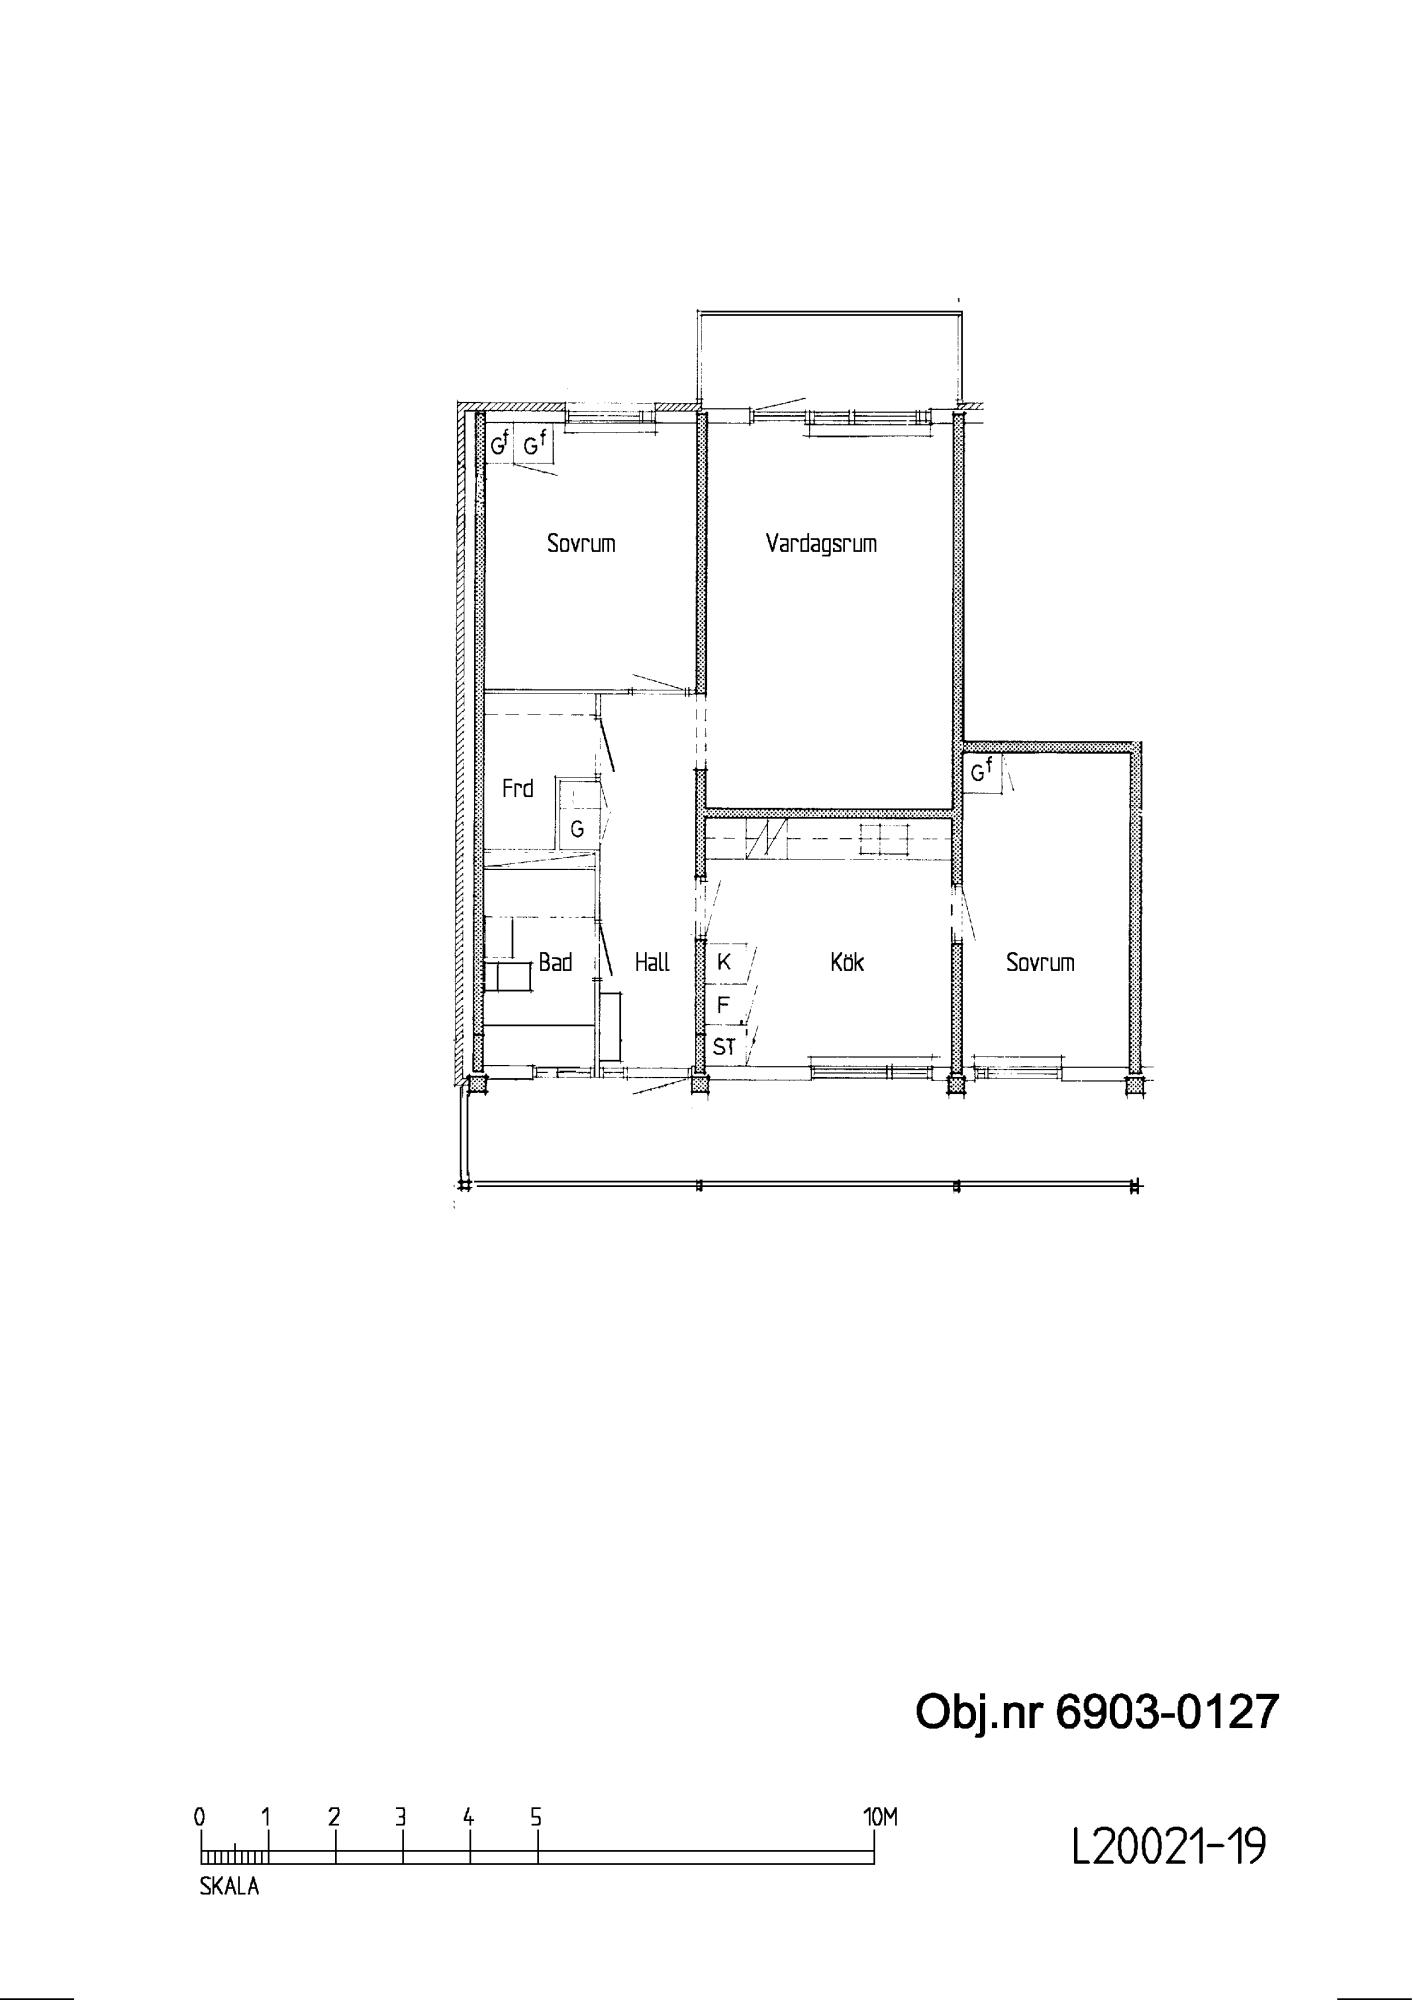 Gf Gf
Sovrum Vardagsrum
Frd
G
Gf
Bad Hall K Kök Sovrum
F
ST
Obj.nr 6903-0127
0 1 2 3 4 5 10M
SKALA
L20021-19